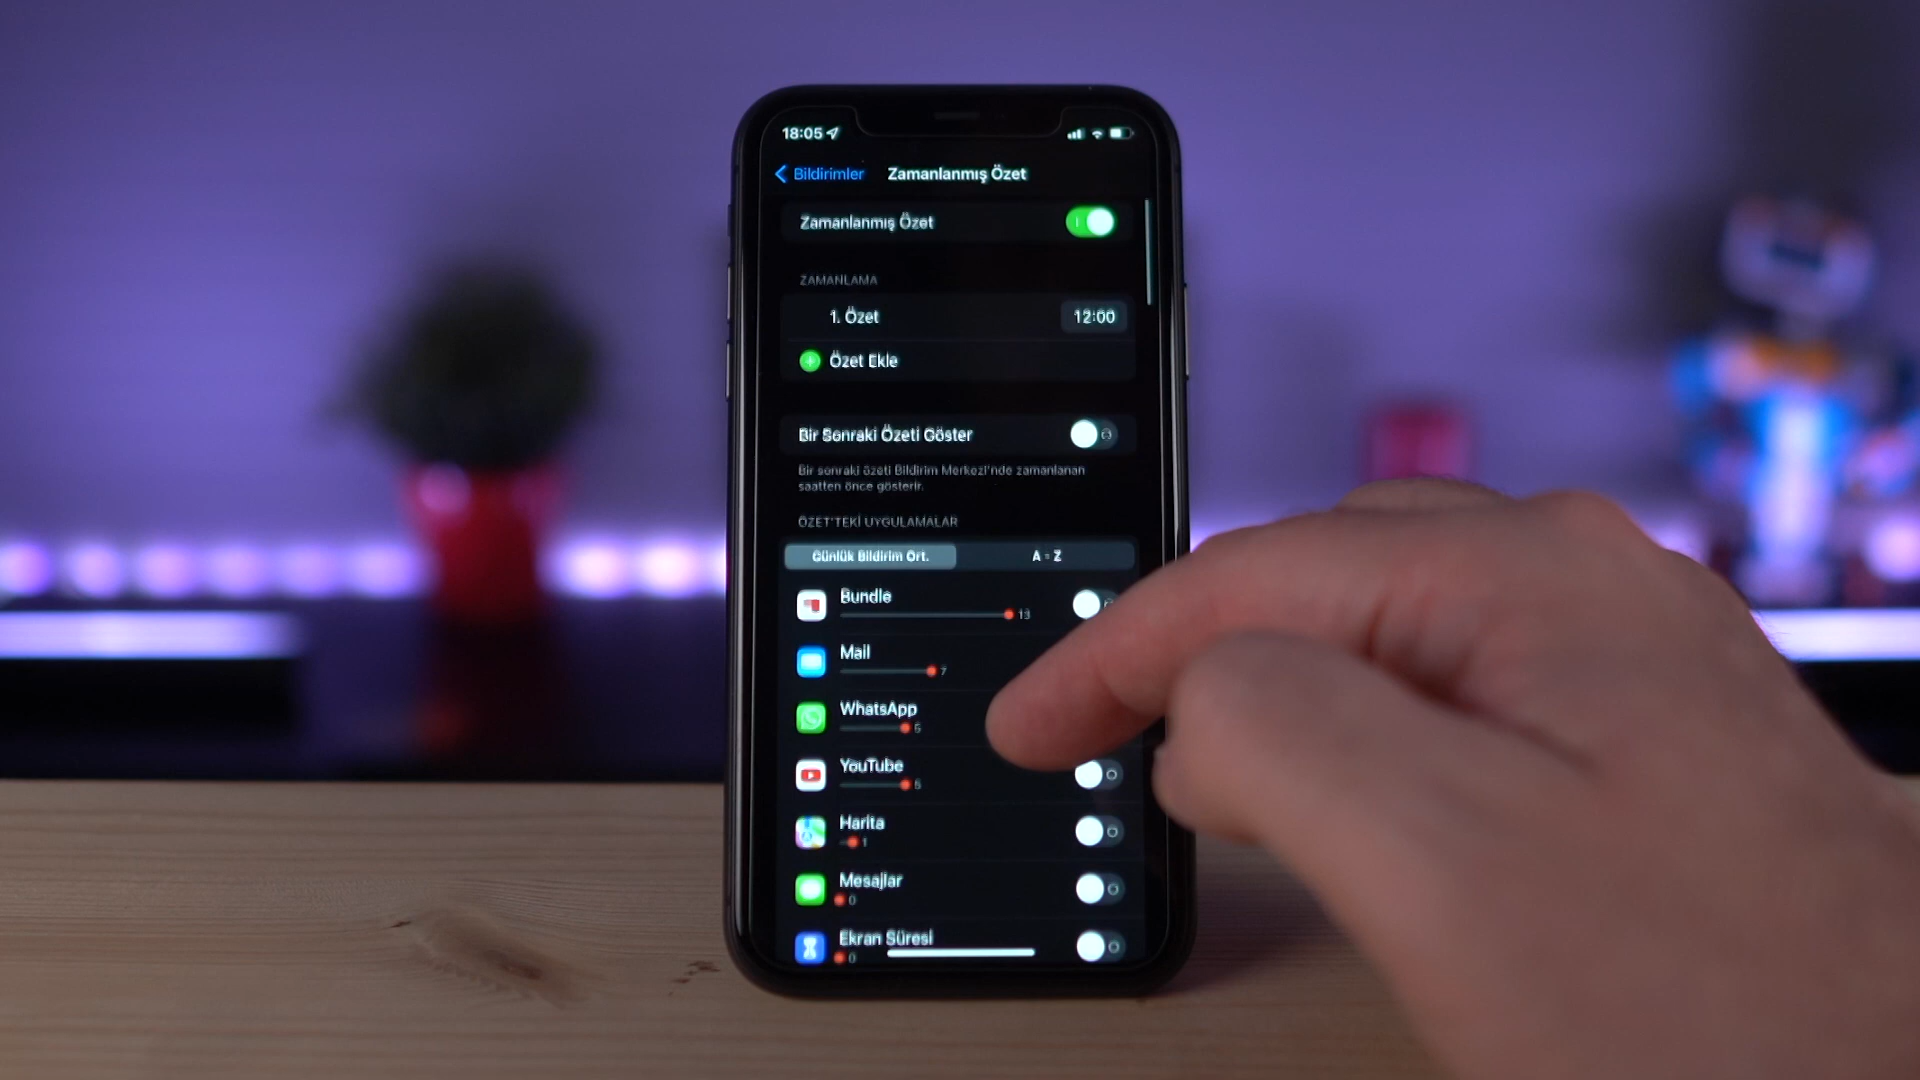 18:05
Bildirimler Zamanlanmış Özet
Zamanlanmış Özet
ZAMANLAMA
1. Özet 12:00
Özet Ekle
Bir Sonraki Özeti Göster
Bir sonraki özeti Bildirim Merkezi'nde zamanlanan
saatten önce gösterir.
ÖZET'TEKİ UYGULAMALAR
Günlük Bildirim Ort. A - Z
Bundle
13
Mail
7
WhatsApp
5
YouTube
5
Harita
1
Mesajlar
0
Ekran Süresi
0